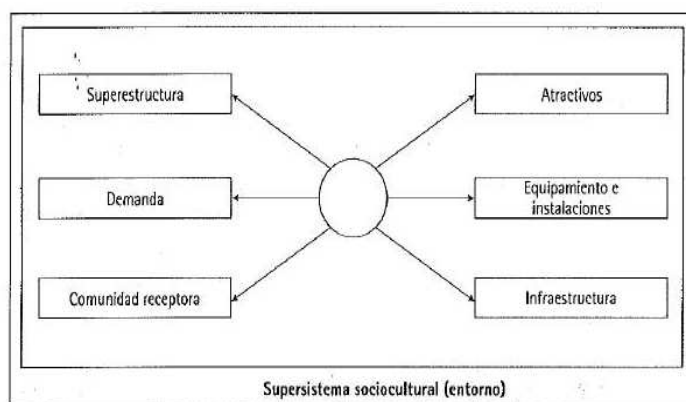 Superestructura
Atractivos
Demanda
Equipamiento e
instalaciones
Comunidad receptora
Infraestructura
Supersistema sociocultural (entorno)